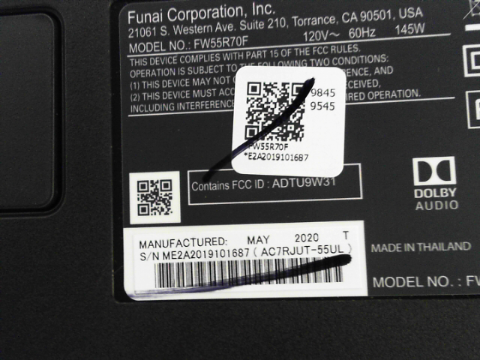 Funai Corporation, Inc.
21061 S. Western Ave. Suite 210, Torrance, CA 90501, USA
MODEL NO. : FW55R70F 120V~ 60Hz 145W
THIS DEVICE COMPLIES WITH PART 15 OF THE FCC RULES.
OPERATION IS SUBJECT TO THE FOLLOWING TWO CONDITIONS:
(1) THIS DEVICE MAY NOT
(2) THIS DEVICE MUST ACC RECEIVED,
INCLUDING INTERFERENCE RED OPERATION.
9845
9545
FW55R70F
*E2A2019101687
Contains FCC ID : ADTU9W31
DOLBY
AUDIO
MANUFACTURED: MAY 2020 T
S/N ME2A2019101687 ( AC7RJUT-55UL )
MADE IN THAILAND
MODEL NO. : FW